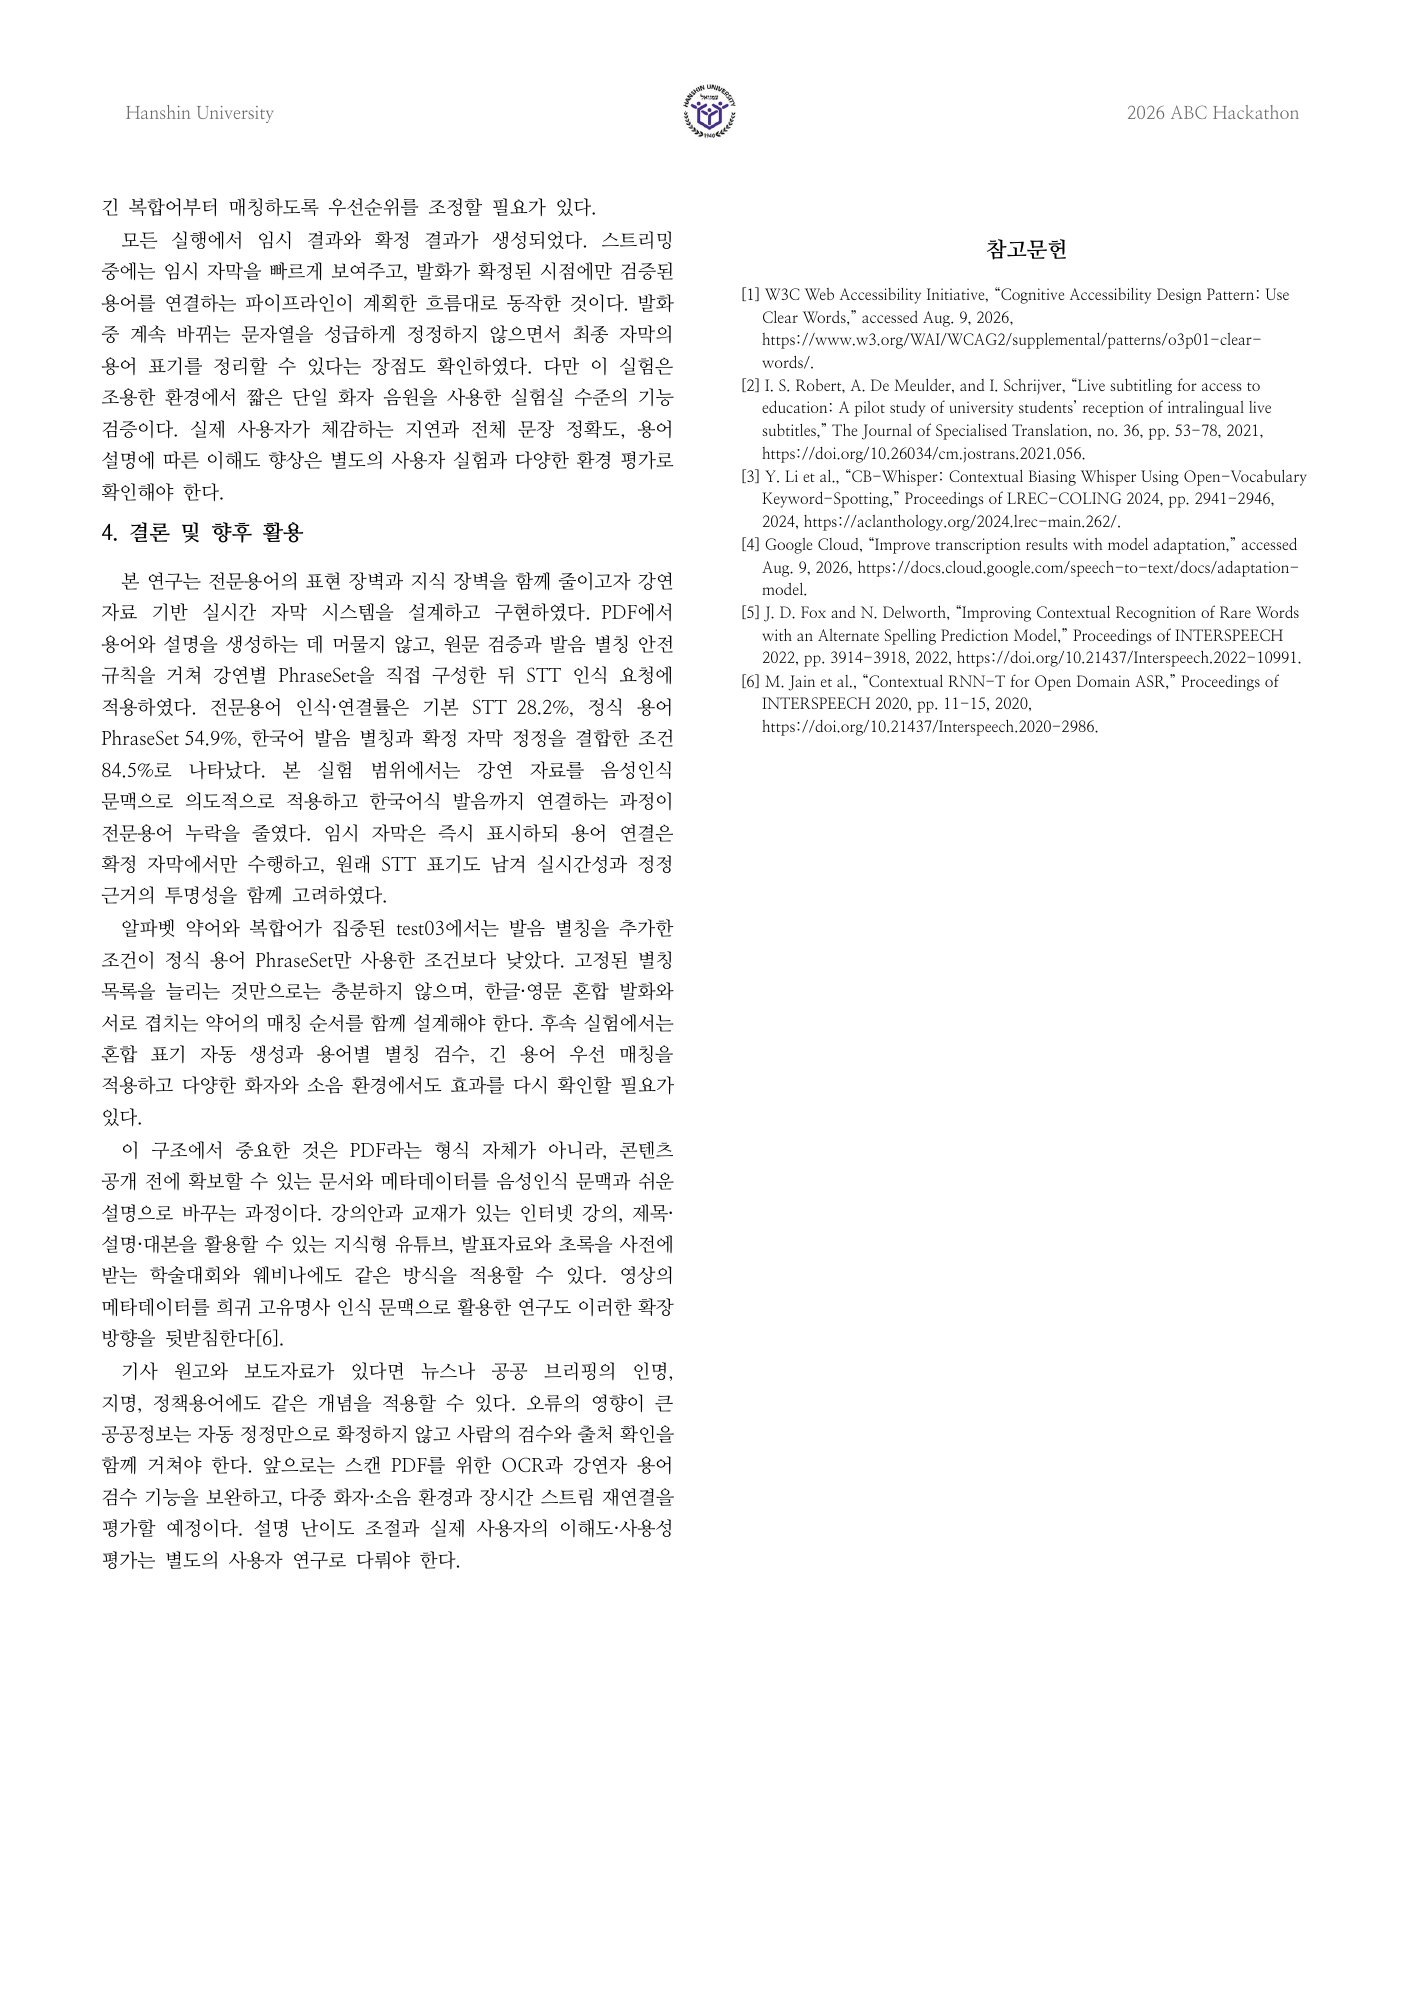 Hanshin University
HANSHIN UNIVERSITY
1940
2026 ABC Hackathon
긴 복합어부터 매칭하도록 우선순위를 조정할 필요가 있다.
모든 실행에서 임시 결과와 확정 결과가 생성되었다. 스트리밍
중에는 임시 자막을 빠르게 보여주고, 발화가 확정된 시점에만 검증된
용어를 연결하는 파이프라인이 계획한 흐름대로 동작한 것이다. 발화
중 계속 바뀌는 문자열을 성급하게 정정하지 않으면서 최종 자막의
용어 표기를 정리할 수 있다는 장점도 확인하였다. 다만 이 실험은
조용한 환경에서 짧은 단일 화자 음원을 사용한 실험실 수준의 기능
검증이다. 실제 사용자가 체감하는 지연과 전체 문장 정확도, 용어
설명에 따른 이해도 향상은 별도의 사용자 실험과 다양한 환경 평가로
확인해야 한다.
4. 결론 및 향후 활용
본 연구는 전문용어의 표현 장벽과 지식 장벽을 함께 줄이고자 강연
자료 기반 실시간 자막 시스템을 설계하고 구현하였다. PDF에서
용어와 설명을 생성하는 데 머물지 않고, 원문 검증과 발음 별칭 안전
규칙을 거쳐 강연별 PhraseSet을 직접 구성한 뒤 STT 인식 요청에
적용하였다. 전문용어 인식·연결률은 기본 STT 28.2%, 정식 용어
PhraseSet 54.9%, 한국어 발음 별칭과 확정 자막 정정을 결합한 조건
84.5%로 나타났다. 본 실험 범위에서는 강연 자료를 음성인식
문맥으로 의도적으로 적용하고 한국어식 발음까지 연결하는 과정이
전문용어 누락을 줄였다. 임시 자막은 즉시 표시하되 용어 연결은
확정 자막에서만 수행하고, 원래 STT 표기도 남겨 실시간성과 정정
근거의 투명성을 함께 고려하였다.
알파벳 약어와 복합어가 집중된 test03에서는 발음 별칭을 추가한
조건이 정식 용어 PhraseSet만 사용한 조건보다 낮았다. 고정된 별칭
목록을 늘리는 것만으로는 충분하지 않으며, 한글·영문 혼합 발화와
서로 겹치는 약어의 매칭 순서를 함께 설계해야 한다. 후속 실험에서는
혼합 표기 자동 생성과 용어별 별칭 검수, 긴 용어 우선 매칭을
적용하고 다양한 화자와 소음 환경에서도 효과를 다시 확인할 필요가
있다.
이 구조에서 중요한 것은 PDF라는 형식 자체가 아니라, 콘텐츠
공개 전에 확보할 수 있는 문서와 메타데이터를 음성인식 문맥과 쉬운
설명으로 바꾸는 과정이다. 강의안과 교재가 있는 인터넷 강의, 제목·
설명·대본을 활용할 수 있는 지식형 유튜브, 발표자료와 초록을 사전에
받는 학술대회와 웨비나에도 같은 방식을 적용할 수 있다. 영상의
메타데이터를 희귀 고유명사 인식 문맥으로 활용한 연구도 이러한 확장
방향을 뒷받침한다[6].
기사 원고와 보도자료가 있다면 뉴스나 공공 브리핑의 인명,
지명, 정책용어에도 같은 개념을 적용할 수 있다. 오류의 영향이 큰
공공정보는 자동 정정만으로 확정하지 않고 사람의 검수와 출처 확인을
함께 거쳐야 한다. 앞으로는 스캔 PDF를 위한 OCR과 강연자 용어
검수 기능을 보완하고, 다중 화자·소음 환경과 장시간 스트림 재연결을
평가할 예정이다. 설명 난이도 조절과 실제 사용자의 이해도·사용성
평가는 별도의 사용자 연구로 다뤄야 한다.
참고문헌
[1] W3C Web Accessibility Initiative, “Cognitive Accessibility Design Pattern: Use
Clear Words,” accessed Aug. 9, 2026,
https://www.w3.org/WAI/WCAG2/supplemental/patterns/o3p01-clear-
words/.
[2] I. S. Robert, A. De Meulder, and I. Schrijver, “Live subtitling for access to
education: A pilot study of university students’ reception of intralingual live
subtitles,” The Journal of Specialised Translation, no. 36, pp. 53-78, 2021,
https://doi.org/10.26034/cm.jostrans.2021.056.
[3] Y. Li et al., “CB-Whisper: Contextual Biasing Whisper Using Open-Vocabulary
Keyword-Spotting,” Proceedings of LREC-COLING 2024, pp. 2941-2946,
2024, https://aclanthology.org/2024.lrec-main.262/.
[4] Google Cloud, “Improve transcription results with model adaptation,” accessed
Aug. 9, 2026, https://docs.cloud.google.com/speech-to-text/docs/adaptation-
model.
[5] J. D. Fox and N. Delworth, “Improving Contextual Recognition of Rare Words
with an Alternate Spelling Prediction Model,” Proceedings of INTERSPEECH
2022, pp. 3914-3918, 2022, https://doi.org/10.21437/Interspeech.2022-10991.
[6] M. Jain et al., “Contextual RNN-T for Open Domain ASR,” Proceedings of
INTERSPEECH 2020, pp. 11-15, 2020,
https://doi.org/10.21437/Interspeech.2020-2986.